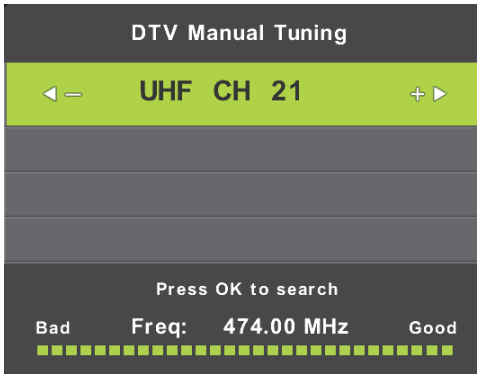 DTV Manual Tuning
UHF CH 21
Press OK to search
Bad Freq: 474.00 MHz Good